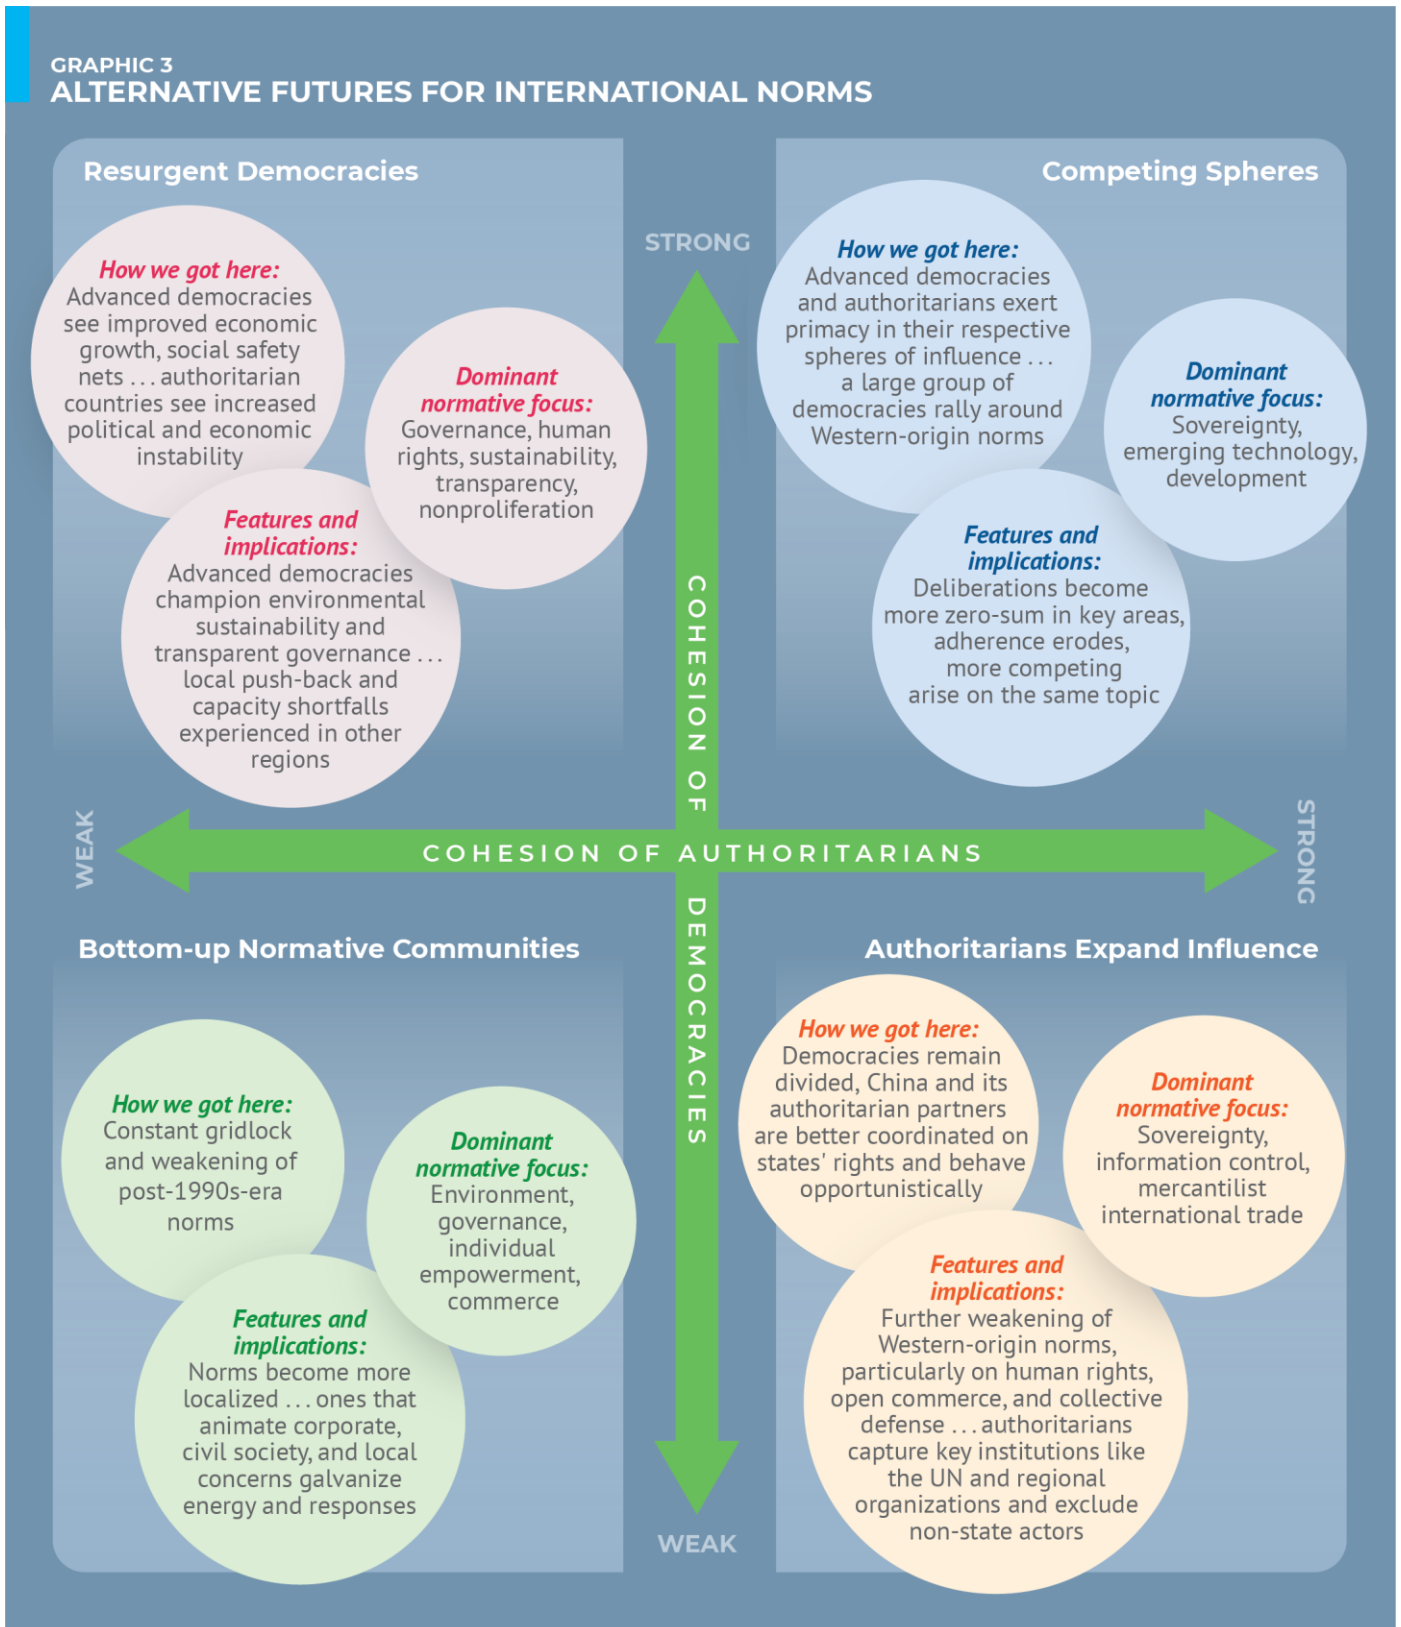 GRAPHIC 3
ALTERNATIVE FUTURES FOR INTERNATIONAL NORMS
Resurgent Democracies
How we got here:
Advanced democracies
see improved economic
growth, social safety
nets ... authoritarian
countries see increased
political and economic
instability
Dominant
normative focus:
Governance, human
rights, sustainability,
transparency,
nonproliferation
Features and
implications:
Advanced democracies
champion environmental
sustainability and
transparent governance ...
local push-back and
capacity shortfalls
experienced in other
regions
STRONG
Competing Spheres
How we got here:
Advanced democracies
and authoritarians exert
primacy in their respective
spheres of influence ...
a large group of
democracies rally around
Western-origin norms
Dominant
normative focus:
Sovereignty,
emerging technology,
development
Features and
implications:
Deliberations become
more zero-sum in key areas,
adherence erodes,
more competing
arise on the same topic
COHESION OF DEMOCRACIES
WEAK
COHESION OF AUTHORITARIANS
STRONG
Bottom-up Normative Communities
How we got here:
Constant gridlock
and weakening of
post-1990s-era
norms
Dominant
normative focus:
Environment,
governance,
individual
empowerment,
commerce
Features and
implications:
Norms become more
localized ... ones that
animate corporate,
civil society, and local
concerns galvanize
energy and responses
Authoritarians Expand Influence
How we got here:
Democracies remain
divided, China and its
authoritarian partners
are better coordinated on
states' rights and behave
opportunistically
Dominant
normative focus:
Sovereignty,
information control,
mercantilist
international trade
Features and
implications:
Further weakening of
Western-origin norms,
particularly on human rights,
open commerce, and collective
defense ... authoritarians
capture key institutions like
the UN and regional
organizations and exclude
non-state actors
WEAK